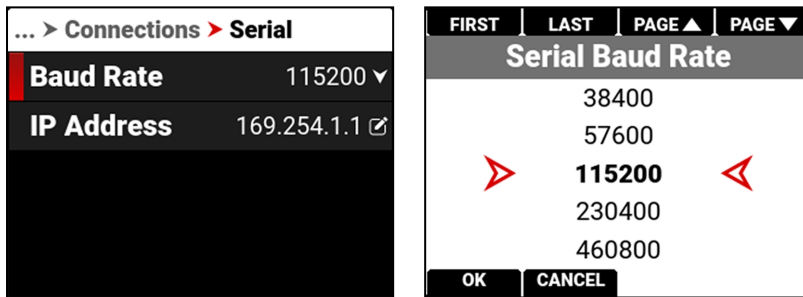 ... > Connections > Serial
Baud Rate 115200
IP Address 169.254.1.1
FIRST LAST PAGE▲ PAGE▼
Serial Baud Rate
38400
57600
115200
230400
460800
OK CANCEL